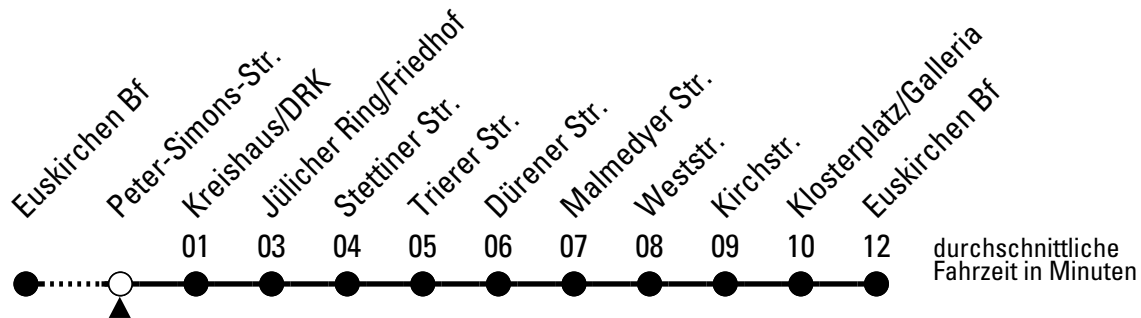 Euskirchen Bf
Peter-Simons-Str.
Kreishaus/DRK
Jülicher Ring/Friedhof
Stettiner Str.
Trierer Str.
Dürener Str.
Malmedyer Str.
Weststr.
Kirchstr.
Klosterplatz/Galleria
Euskirchen Bf
01 03 04 05 06 07 08 09 10 12
durchschnittliche
Fahrzeit in Minuten